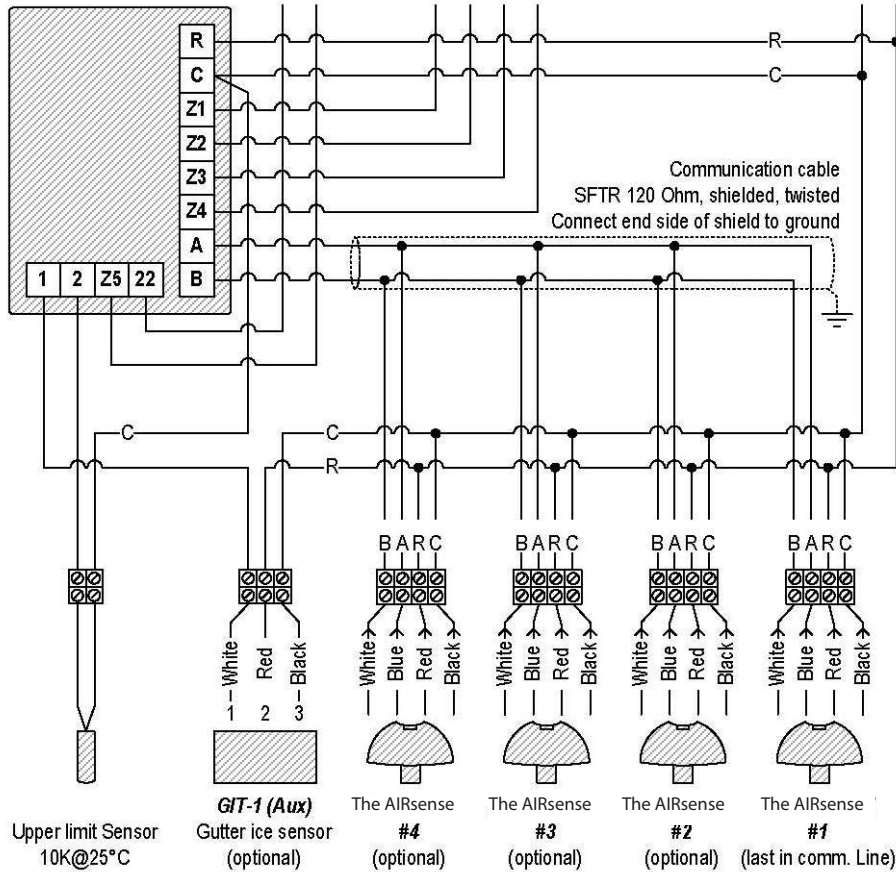 R
R
C
C
Z1
Z2
Z3
Communication cable
SFTR 120 Ohm, shielded, twisted
Connect end side of shield to ground
Z4
A
B
1 2 Z5 22
C
C
R
B A R C
B A R C
B A R C
B A R C
White Red Black
White Blue Red Black
White Blue Red Black
White Blue Red Black
White Blue Red Black
1 2 3
Upper limit Sensor
10K@25°C
GIT-1 (Aux)
Gutter ice sensor
(optional)
The AIRsense
#4
(optional)
The AIRsense
#3
(optional)
The AIRsense
#2
(optional)
The AIRsense
#1
(last in comm. Line)